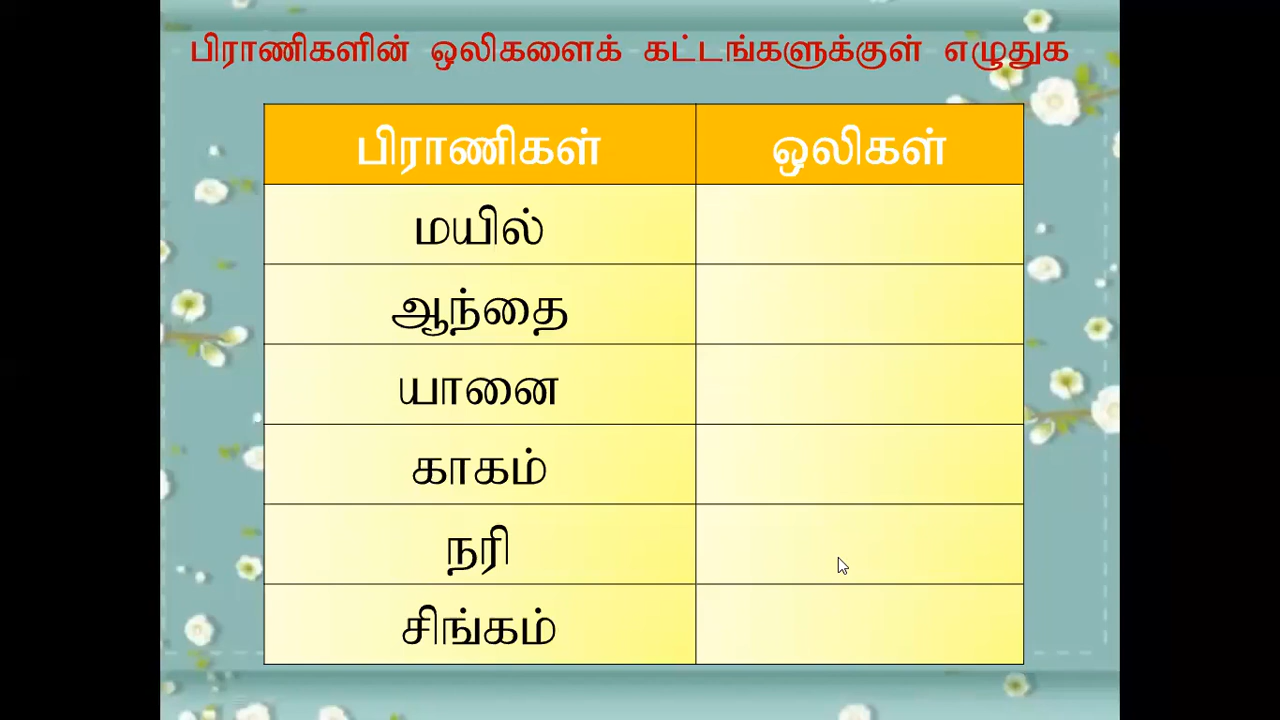 பிராணிகளின் ஒலிகளைக் கட்டங்களுக்குள் எழுதுக
பிராணிகள் ஒலிகள்
மயில்
ஆந்தை
யானை
காகம்
நரி
சிங்கம்